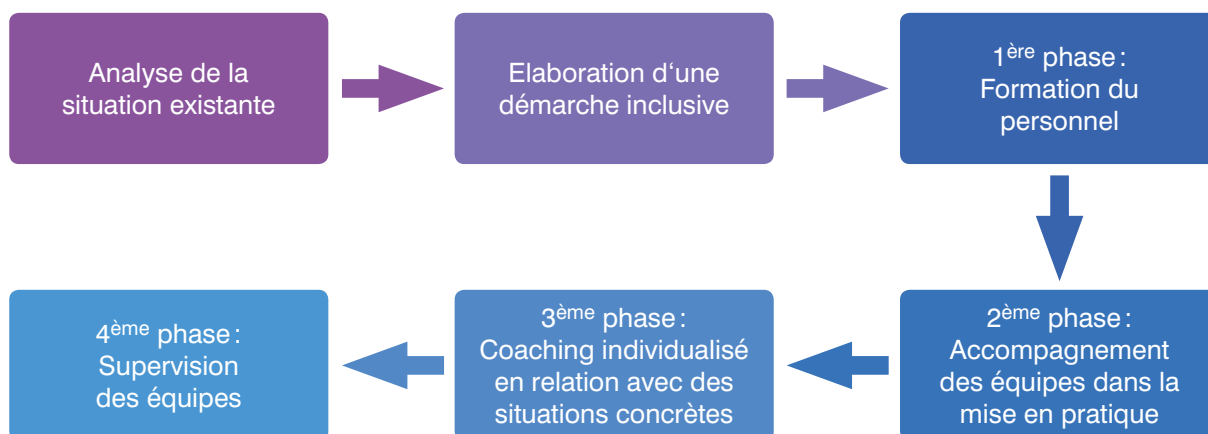 Analyse de la
situation existante
Elaboration d‘une
démarche inclusive
1ère phase :
Formation du
personnel
2ème phase :
Accompagnement
des équipes dans la
mise en pratique
3ème phase :
Coaching individualisé
en relation avec des
situations concrètes
4ème phase :
Supervision
des équipes